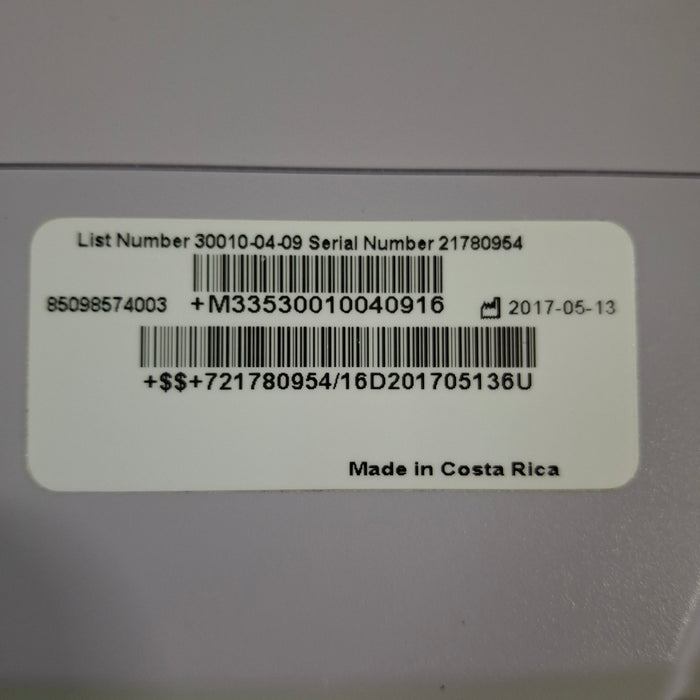 List Number 30010-04-09 Serial Number 21780954
85098574003 +M33530010040916 2017-05-13
+$$+721780954/16D201705136U
Made in Costa Rica